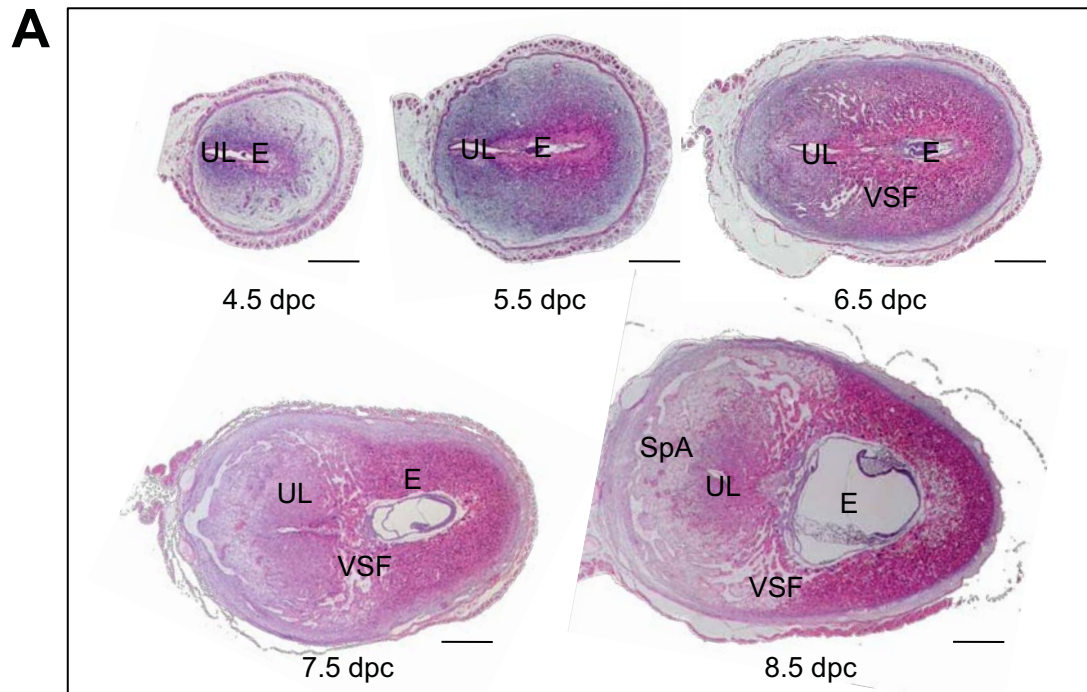 A
UL E
UL E
UL E
VSF
4.5 dpc
5.5 dpc
6.5 dpc
UL E
VSF
SpA
UL E
VSF
7.5 dpc
8.5 dpc